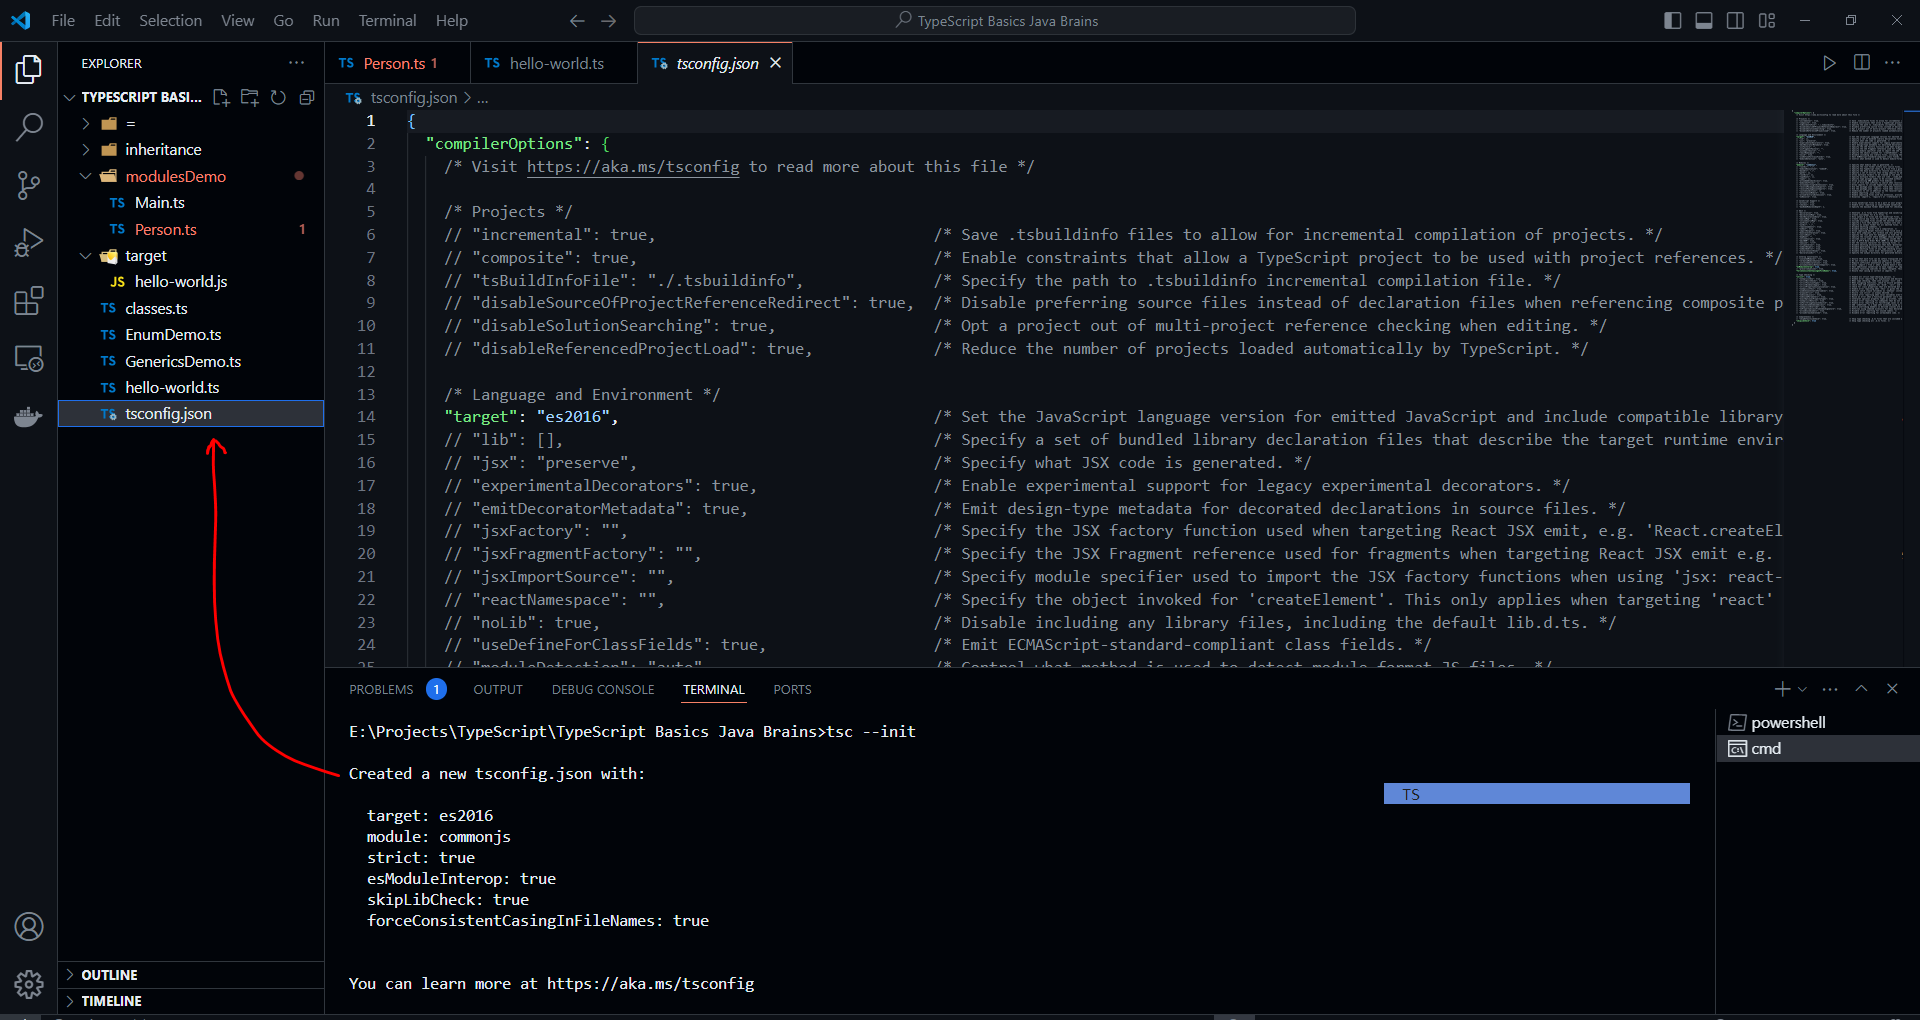 File Edit Selection View Go Run Terminal Help
TypeScript Basics Java Brains
EXPLORER
TYPESCRIPT BASI...
=
inheritance
modulesDemo
TS Main.ts
TS Person.ts 1
target
JS hello-world.js
TS classes.ts
TS EnumDemo.ts
TS GenericsDemo.ts
TS hello-world.ts
TS tsconfig.json
OUTLINE
TIMELINE
TS Person.ts 1 TS hello-world.ts TS tsconfig.json
TS tsconfig.json > ...
1 {
2 "compilerOptions": {
3 /* Visit https://aka.ms/tsconfig to read more about this file */
4
5 /* Projects */
6 // "incremental": true, /* Save .tsbuildinfo files to allow for incremental compilation of projects. */
7 // "composite": true, /* Enable constraints that allow a TypeScript project to be used with project references. */
8 // "tsBuildInfoFile": "./.tsbuildinfo", /* Specify the path to .tsbuildinfo incremental compilation file. */
9 // "disableSourceOfProjectReferenceRedirect": true, /* Disable preferring source files instead of declaration files when referencing composite p
10 // "disableSolutionSearching": true, /* Opt a project out of multi-project reference checking when editing. */
11 // "disableReferencedProjectLoad": true, /* Reduce the number of projects loaded automatically by TypeScript. */
12
13 /* Language and Environment */
14 "target": "es2016", /* Set the JavaScript language version for emitted JavaScript and include compatible library
15 // "lib": [], /* Specify a set of bundled library declaration files that describe the target runtime envir
16 // "jsx": "preserve", /* Specify what JSX code is generated. */
17 // "experimentalDecorators": true, /* Enable experimental support for legacy experimental decorators. */
18 // "emitDecoratorMetadata": true, /* Emit design-type metadata for decorated declarations in source files. */
19 // "jsxFactory": "", /* Specify the JSX factory function used when targeting React JSX emit, e.g. 'React.createEl
20 // "jsxFragmentFactory": "", /* Specify the JSX Fragment reference used for fragments when targeting React JSX emit e.g.
21 // "jsxImportSource": "", /* Specify module specifier used to import the JSX factory functions when using 'jsx: react-
22 // "reactNamespace": "", /* Specify the object invoked for 'createElement'. This only applies when targeting 'react'
23 // "noLib": true, /* Disable including any library files, including the default lib.d.ts. */
24 // "useDefineForClassFields": true, /* Emit ECMAScript-standard-compliant class fields. */
25 // "moduleDetection": "auto" /* Control what method is used to detect module-format JS files. */
PROBLEMS 1 OUTPUT DEBUG CONSOLE TERMINAL PORTS
E:\Projects\TypeScript\TypeScript Basics Java Brains>tsc --init
Created a new tsconfig.json with:
TS
target: es2016
module: commonjs
strict: true
esModuleInterop: true
skipLibCheck: true
forceConsistentCasingInFileNames: true
You can learn more at https://aka.ms/tsconfig
powershell
cmd